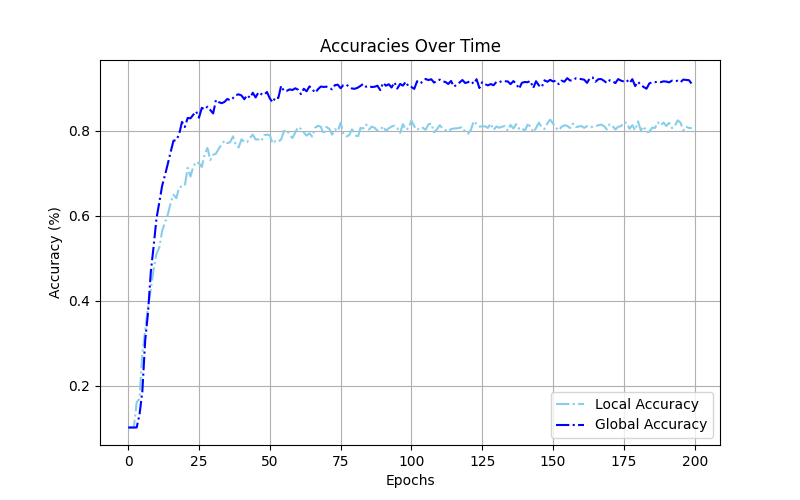 Accuracies Over Time
Accuracy (%)
0.8
0.6
0.4
0.2
0 25 50 75 100 125 150 175 200
Epochs
Local Accuracy
Global Accuracy